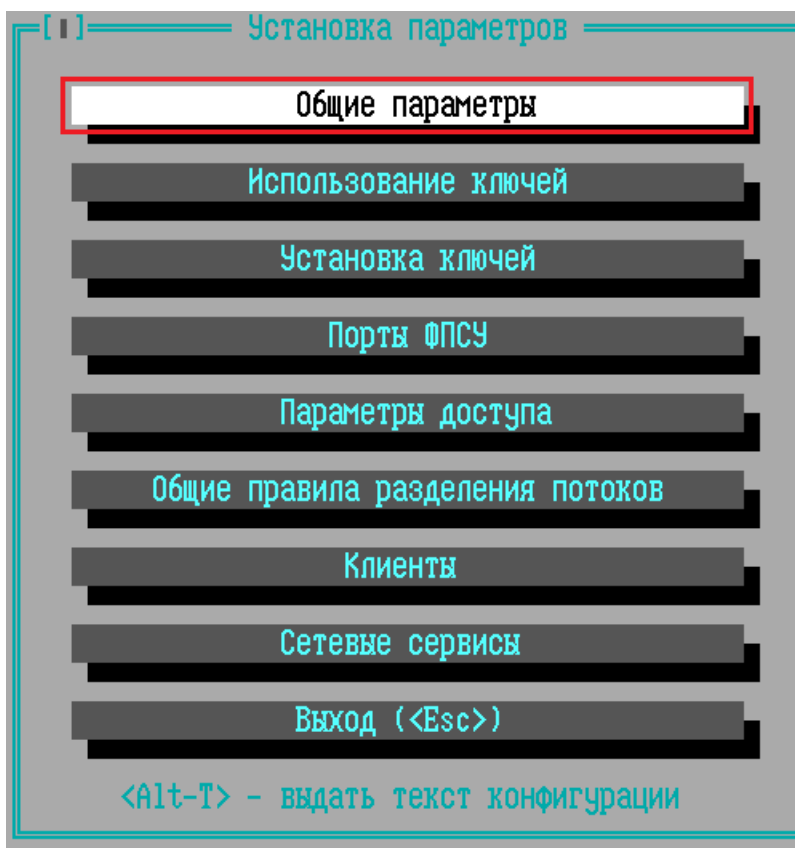 [▮] Установка параметров
Общие параметры
Использование ключей
Установка ключей
Порты ФПСУ
Параметры доступа
Общие правила разделения потоков
Клиенты
Сетевые сервисы
Выход (<Esc>)
<Alt-T> - выдать текст конфигурации